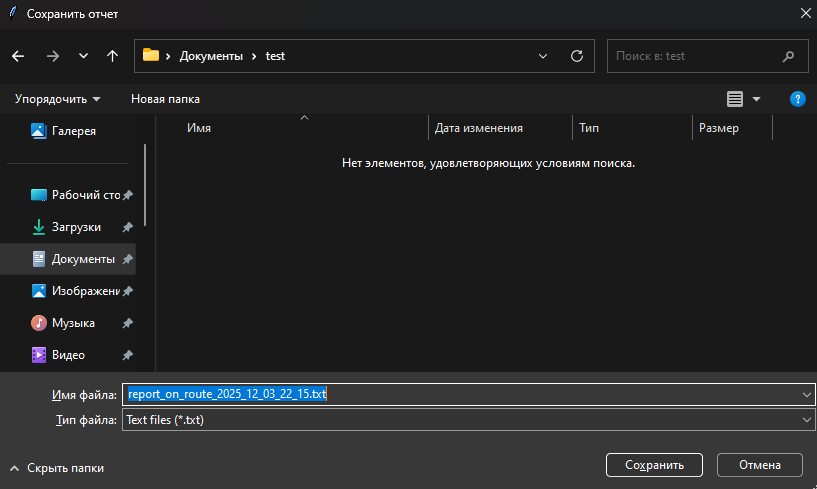 Сохранить отчет
Документы test
Поиск в: test
Упорядочить Новая папка
?
Галерея
Имя Дата изменения Тип Размер
Нет элементов, удовлетворяющих условиям поиска.
Рабочий сто
Загрузки
Документы
Изображени
Музыка
Видео
Имя файла: report_on_route_2025_12_03_22_15.txt
Тип файла: Text files (*.txt)
Скрыть папки
Сохранить Отмена